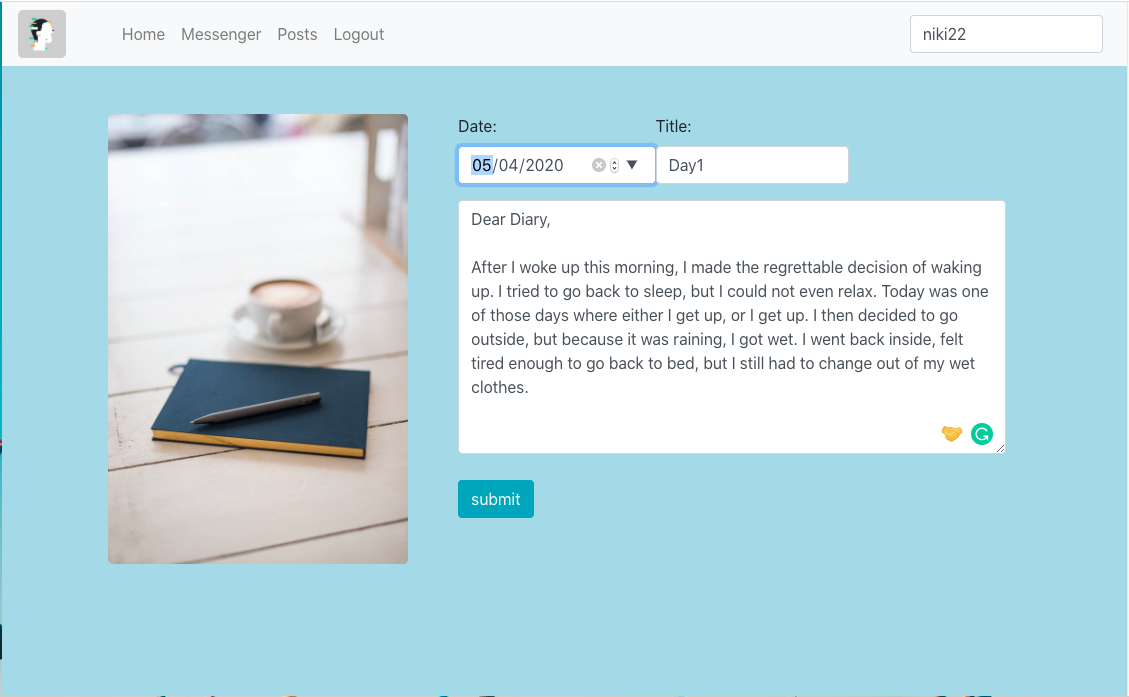 Home Messenger Posts Logout niki22
Date: Title:
05/04/2020 Day1
Dear Diary,
After I woke up this morning, I made the regrettable decision of waking
up. I tried to go back to sleep, but I could not even relax. Today was one
of those days where either I get up, or I get up. I then decided to go
outside, but because it was raining, I got wet. I went back inside, felt
tired enough to go back to bed, but I still had to change out of my wet
clothes.
submit